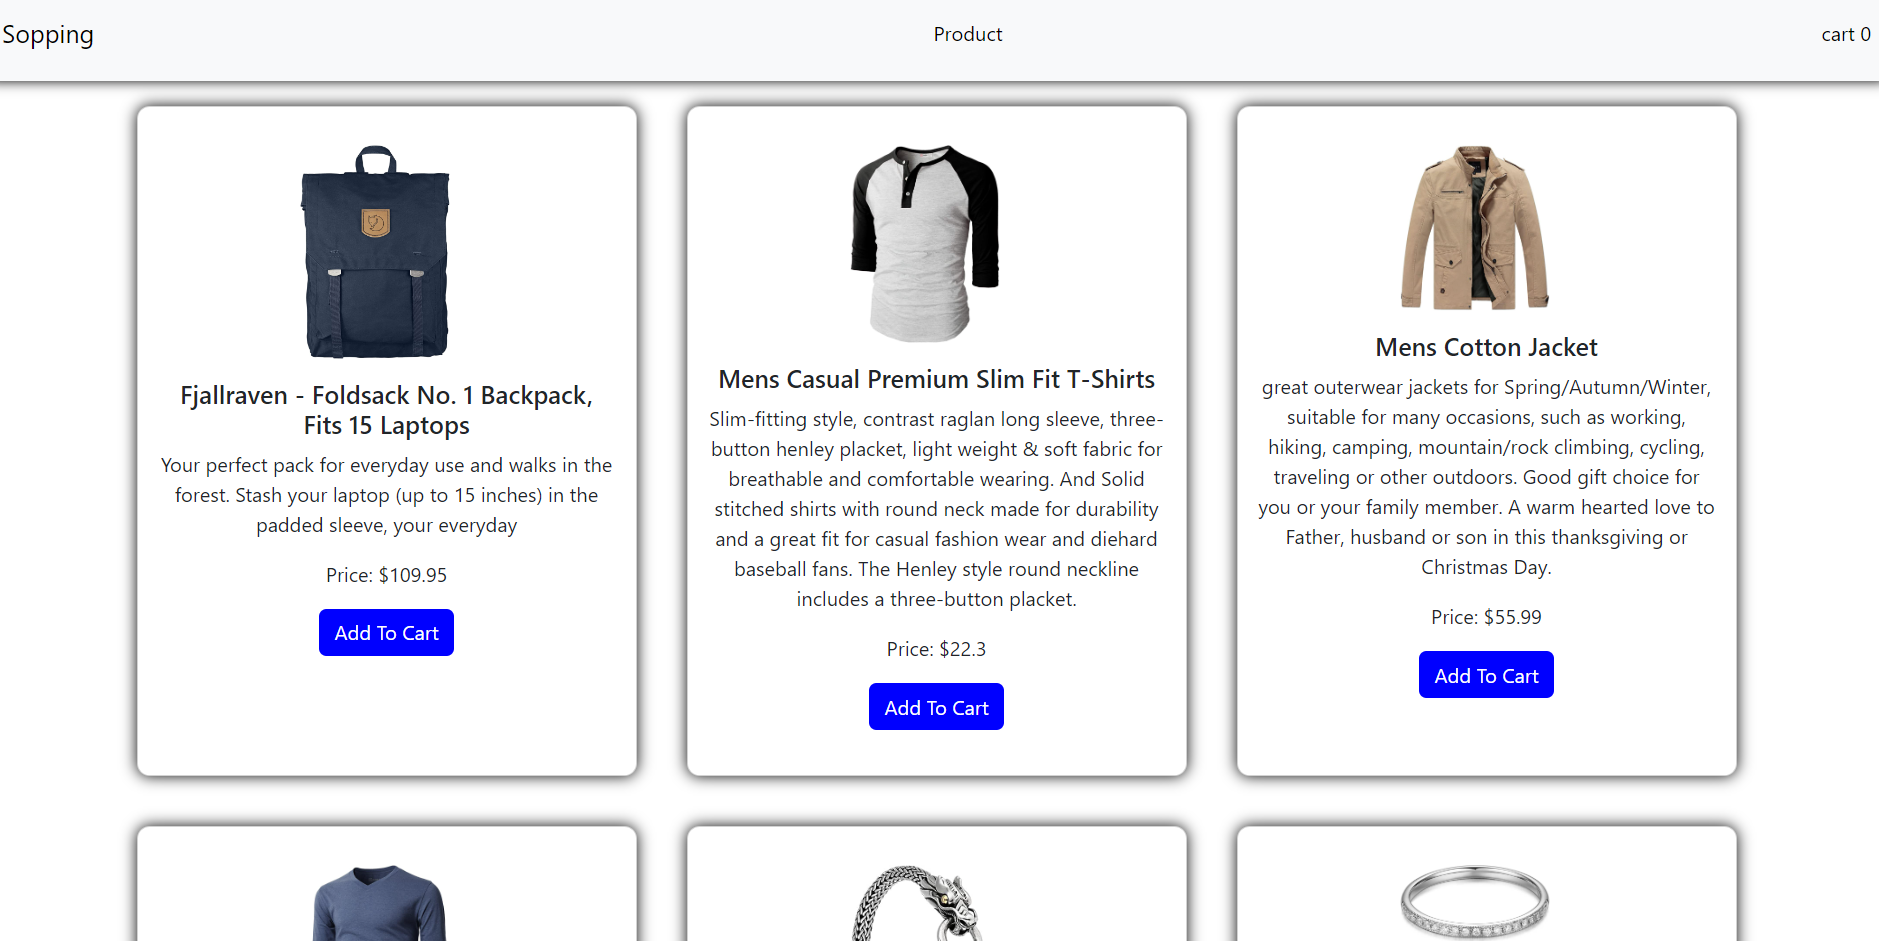 Sopping
Product
cart 0
Fjallraven - Foldsack No. 1 Backpack,
Fits 15 Laptops
Your perfect pack for everyday use and walks in the
forest. Stash your laptop (up to 15 inches) in the
padded sleeve, your everyday
Price: $109.95
Add To Cart
Mens Casual Premium Slim Fit T-Shirts
Slim-fitting style, contrast raglan long sleeve, three-
button henley placket, light weight & soft fabric for
breathable and comfortable wearing. And Solid
stitched shirts with round neck made for durability
and a great fit for casual fashion wear and diehard
baseball fans. The Henley style round neckline
includes a three-button placket.
Price: $22.3
Add To Cart
Mens Cotton Jacket
great outerwear jackets for Spring/Autumn/Winter,
suitable for many occasions, such as working,
hiking, camping, mountain/rock climbing, cycling,
traveling or other outdoors. Good gift choice for
you or your family member. A warm hearted love to
Father, husband or son in this thanksgiving or
Christmas Day.
Price: $55.99
Add To Cart